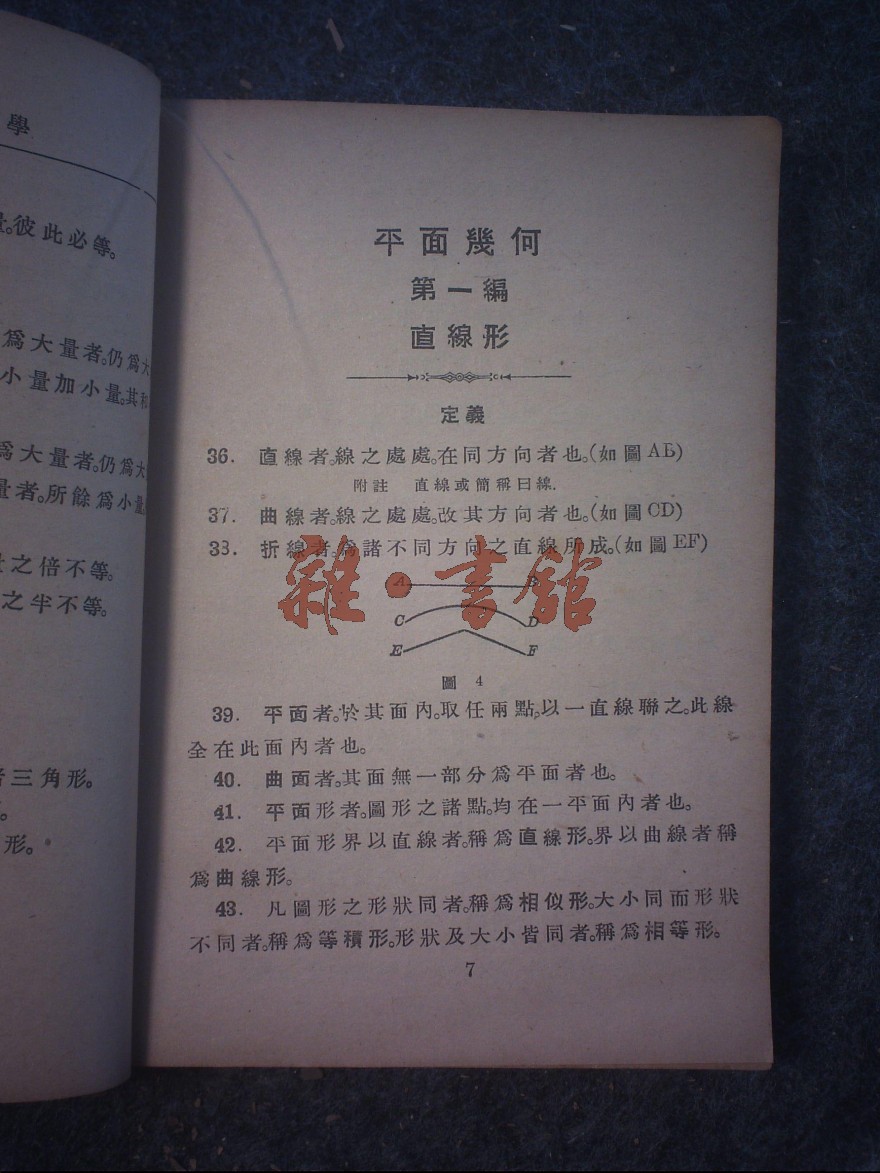 學
量。彼此必等。
爲大量者。仍爲大
小量加小量。其和
爲大量者。仍爲大
量者。所餘爲小量
之倍不等。
之半不等。
三角形。
形。
平面幾何
第一編
直線形
定義
36. 直線者。線之處處。在同方向者也。(如圖AB)
附註 直線或簡稱曰線.
37. 曲線者。線之處處。改其方向者也。(如圖CD)
38. 折線者。爲諸不同方向之直線所成。(如圖EF)
A B
C D
E F
圖 4
39. 平面者。於其面內。取任兩點。以一直線聯之。此線
全在此面內者也。
40. 曲面者。其面無一部分爲平面者也。
41. 平面形者。圖形之諸點。均在一平面內者也。
42. 平面形界以直線者。稱爲直線形。界以曲線者稱
爲曲線形。
43. 凡圖形之形狀同者。稱爲相似形。大小同而形狀
不同者。稱爲等積形。形狀及大小皆同者。稱爲相等形。
7
雜·書館